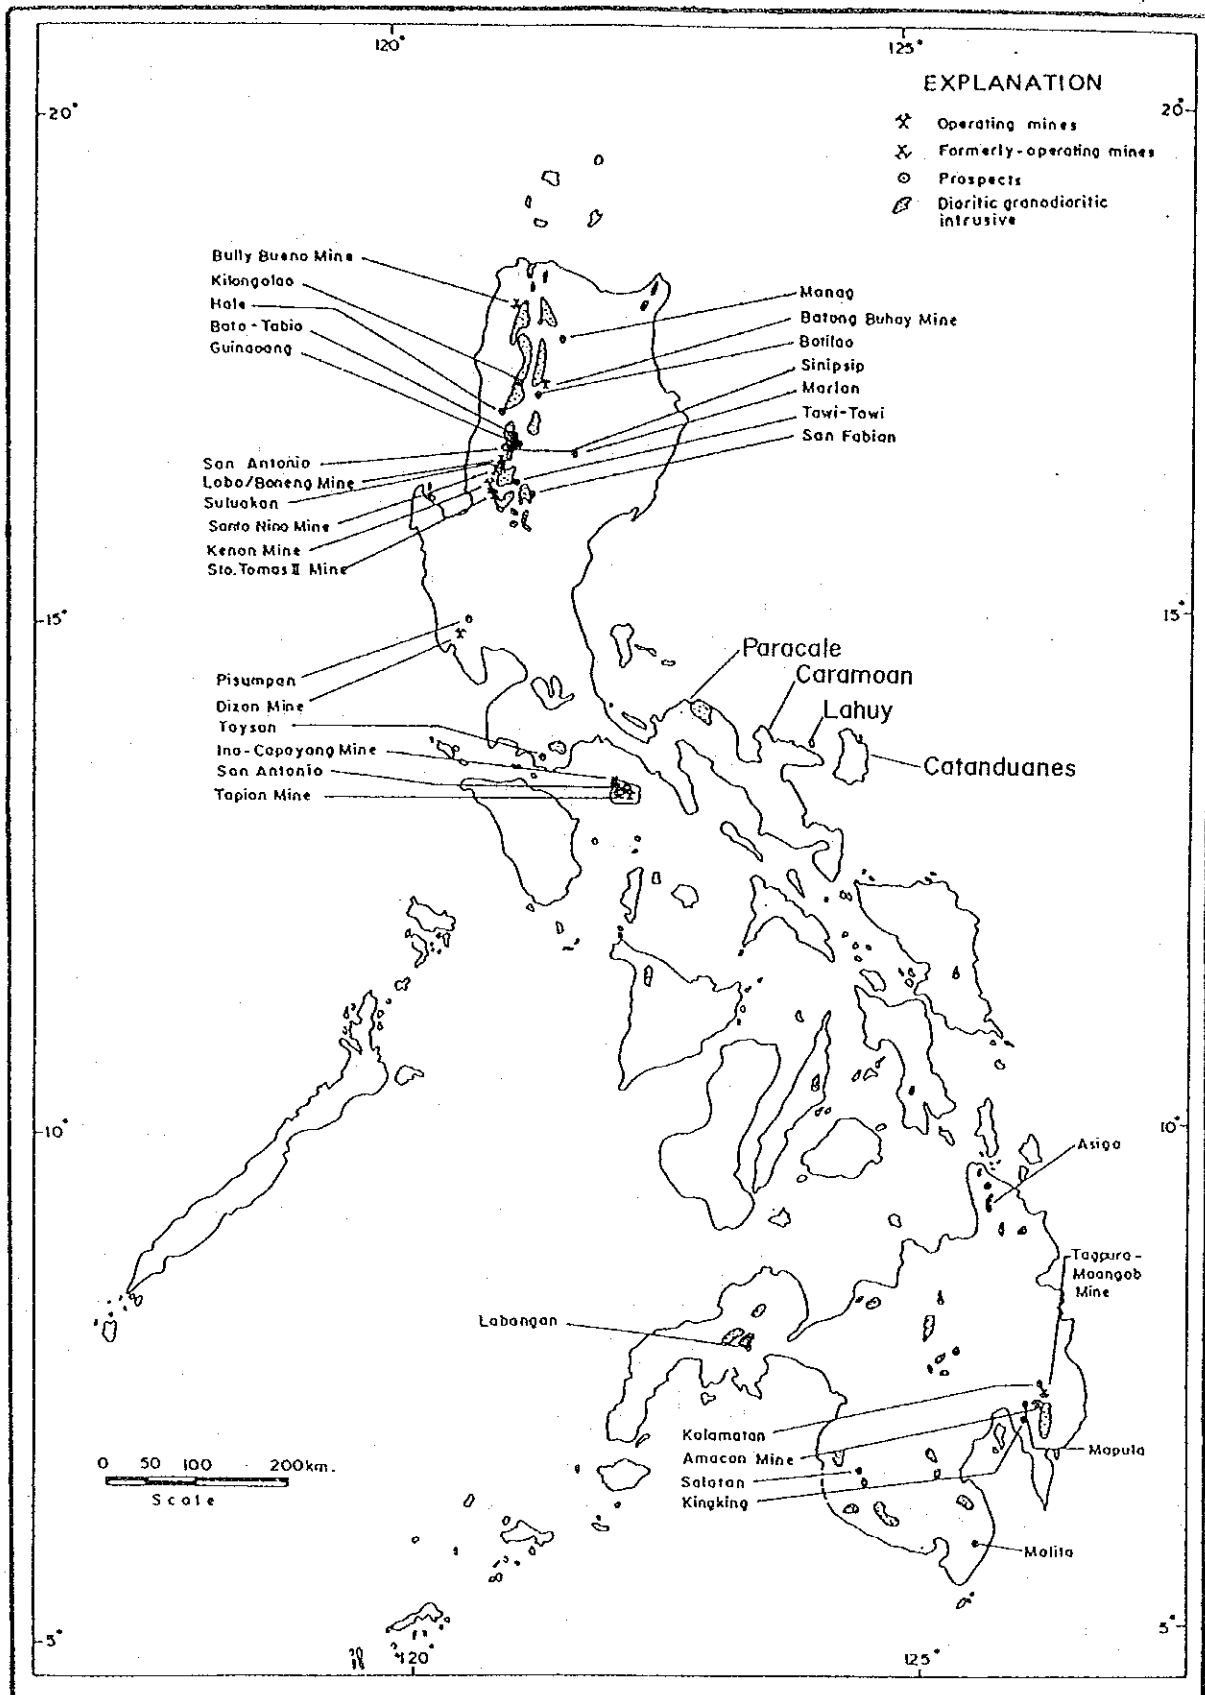 120°
125°
EXPLANATION
20°
20°
Operating mines
Formerly-operating mines
Prospects
Dioritic granodioritic
intrusive
Bully Bueno Mine
Kilongolao
Hale
Bato-Tabio
Guinaoang
Manag
Batong Buhay Mine
Botilao
Sinipsip
Marian
Tawi-Tawi
San Fabian
San Antonio
Lobo/Boneng Mine
Suluakan
Santo Nino Mine
Kenon Mine
Sto. Tomas II Mine
15°
15°
Pisumpan
Dizon Mine
Taysan
Ino-Capayang Mine
San Antonio
Tapian Mine
Paracale
Caramoan
Lahuy
Catanduanes
10°
10°
Asiga
Tagpura-
Maangob
Mine
Labangan
Kalamatan
Amacan Mine
Salatan
Kingking
Mapula
Malita
0 50 100 200km.
Scale
5°
5°
120°
125°